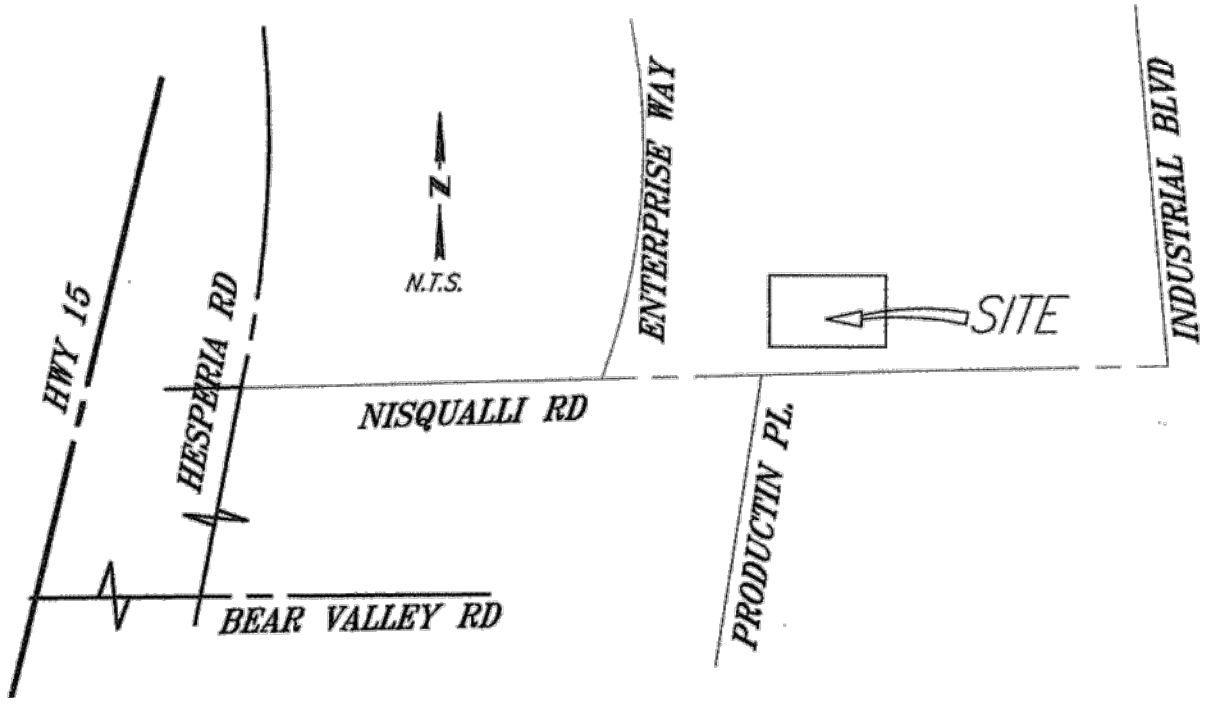 HWY 15
HESPERIA RD
N
N.T.S.
ENTERPRISE WAY
INDUSTRIAL BLVD
SITE
NISQUALLI RD
PRODUCTIN PL.
BEAR VALLEY RD